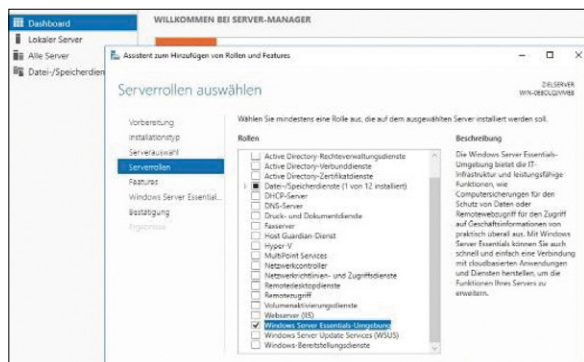 Dashboard
Lokaler Server
Alle Server
Datei-/Speicherdien
WILLKOMMEN BEI SERVER-MANAGER
Assistent zum Hinzufügen von Rollen und Features
Serverrollen auswählen
ZIELSERVER
Vorbereitung
Installationstyp
Serverauswahl
Serverrollen
Features
Windows Server Essential...
Bestätigung
Ergebnisse
Wählen Sie mindestens eine Rolle aus, die auf dem ausgewählten Server installiert werden soll.
Rollen
Active Directory-Rechteverwaltungsdienste
Active Directory-Verbunddienste
Active Directory-Zertifikatdienste
Datei-/Speicherdienste (1 von 12 installiert)
DHCP-Server
DNS-Server
Druck- und Dokumentdienste
Faxserver
Host Guardian-Dienst
Hyper-V
MultiPoint Services
Netzwerkcontroller
Netzwerkrichtlinien- und Zugriffsdienste
Remotedesktopdienste
Remotezugriff
Volumenaktivierungsdienste
Webserver (IIS)
Windows Server Essentials-Umgebung
Windows Server Update Services (WSUS)
Windows-Bereitstellungsdienste
Beschreibung
Die Windows Server Essentials-
Umgebung bietet die IT-
Infrastruktur und leistungsfähige
Funktionen, wie
Computersicherungen für den
Schutz von Daten oder
Remotewebzugriff für den Zugriff
auf Geschäftsinformationen von
praktisch überall aus. Mit Windows
Server Essentials können Sie auch
schnell und einfach eine Verbindung
mit cloudbasierten Anwendungen
und Diensten herstellen, um die
Funktionen Ihres Servers zu
erweitern.